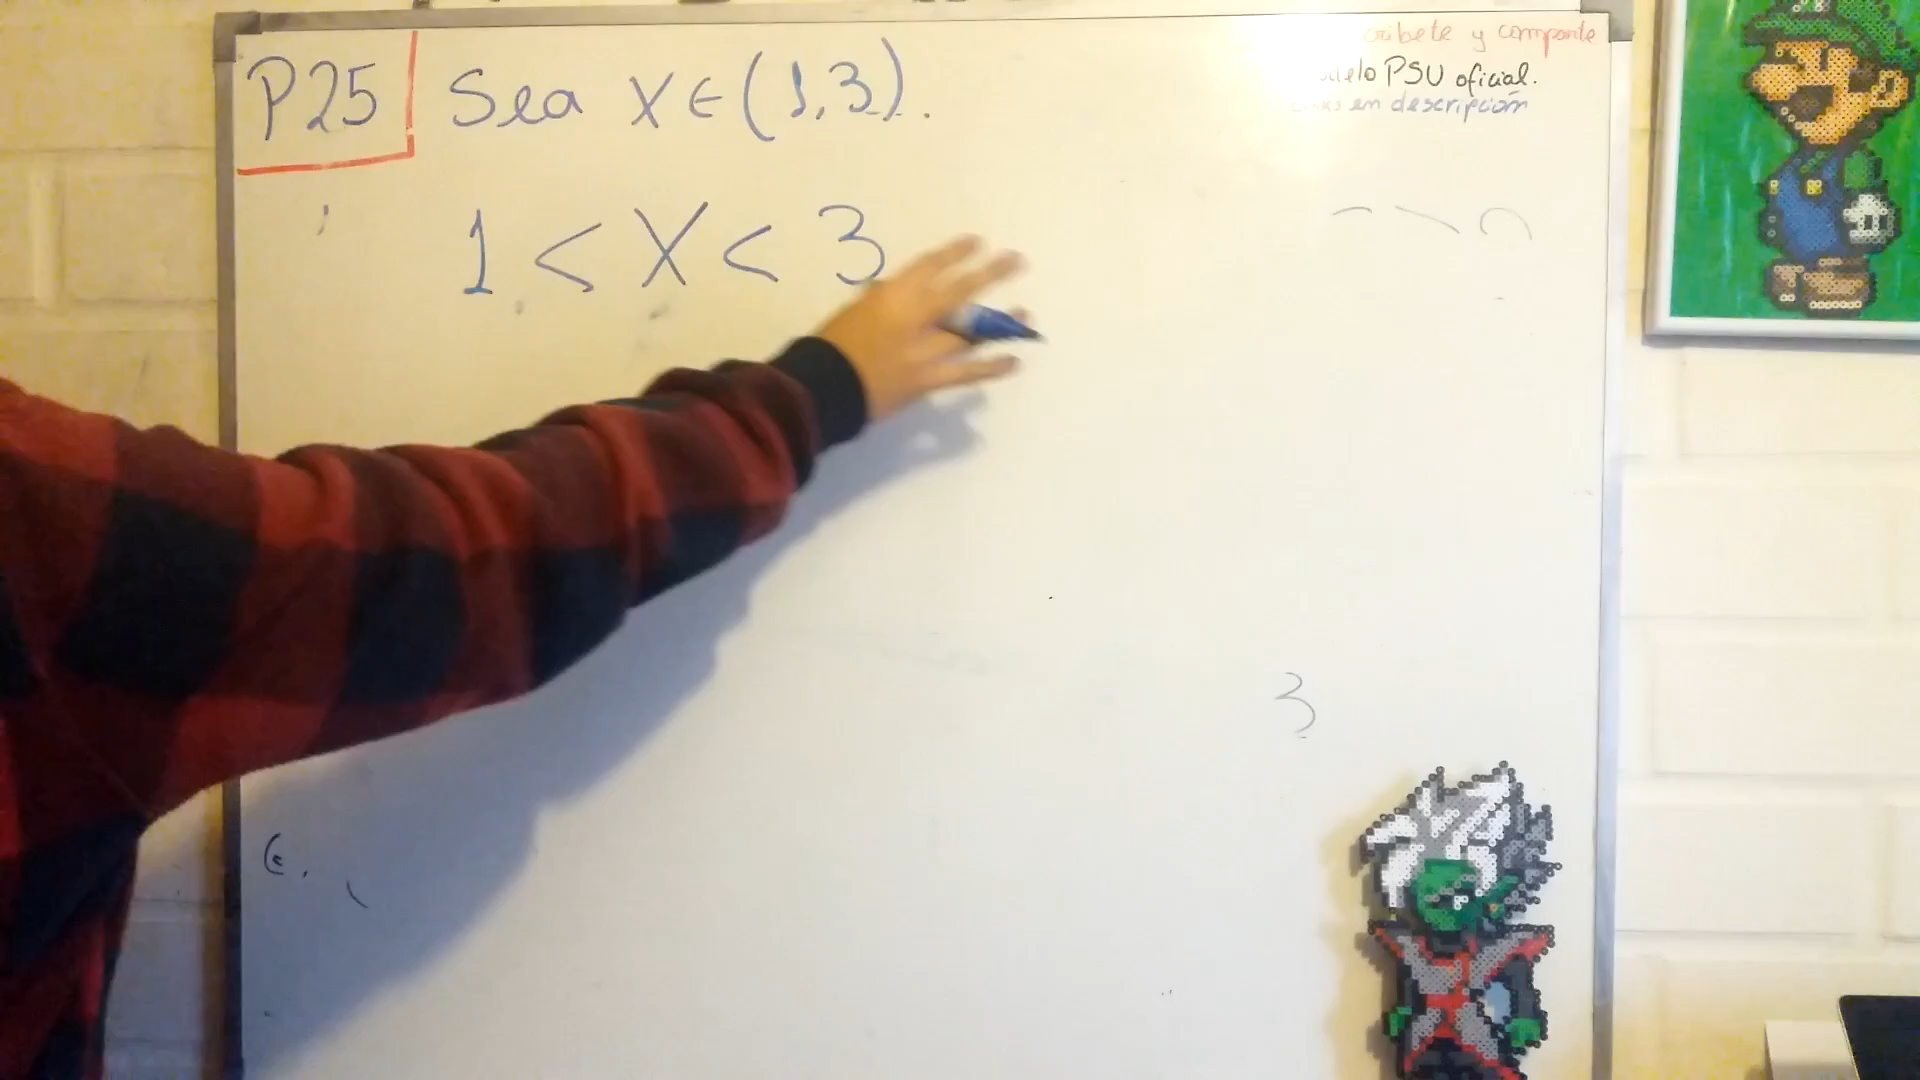 P25 Sea x ∈ (1,3).
y comparte
PSU oficial.
en descripción
1 < X < 3
3